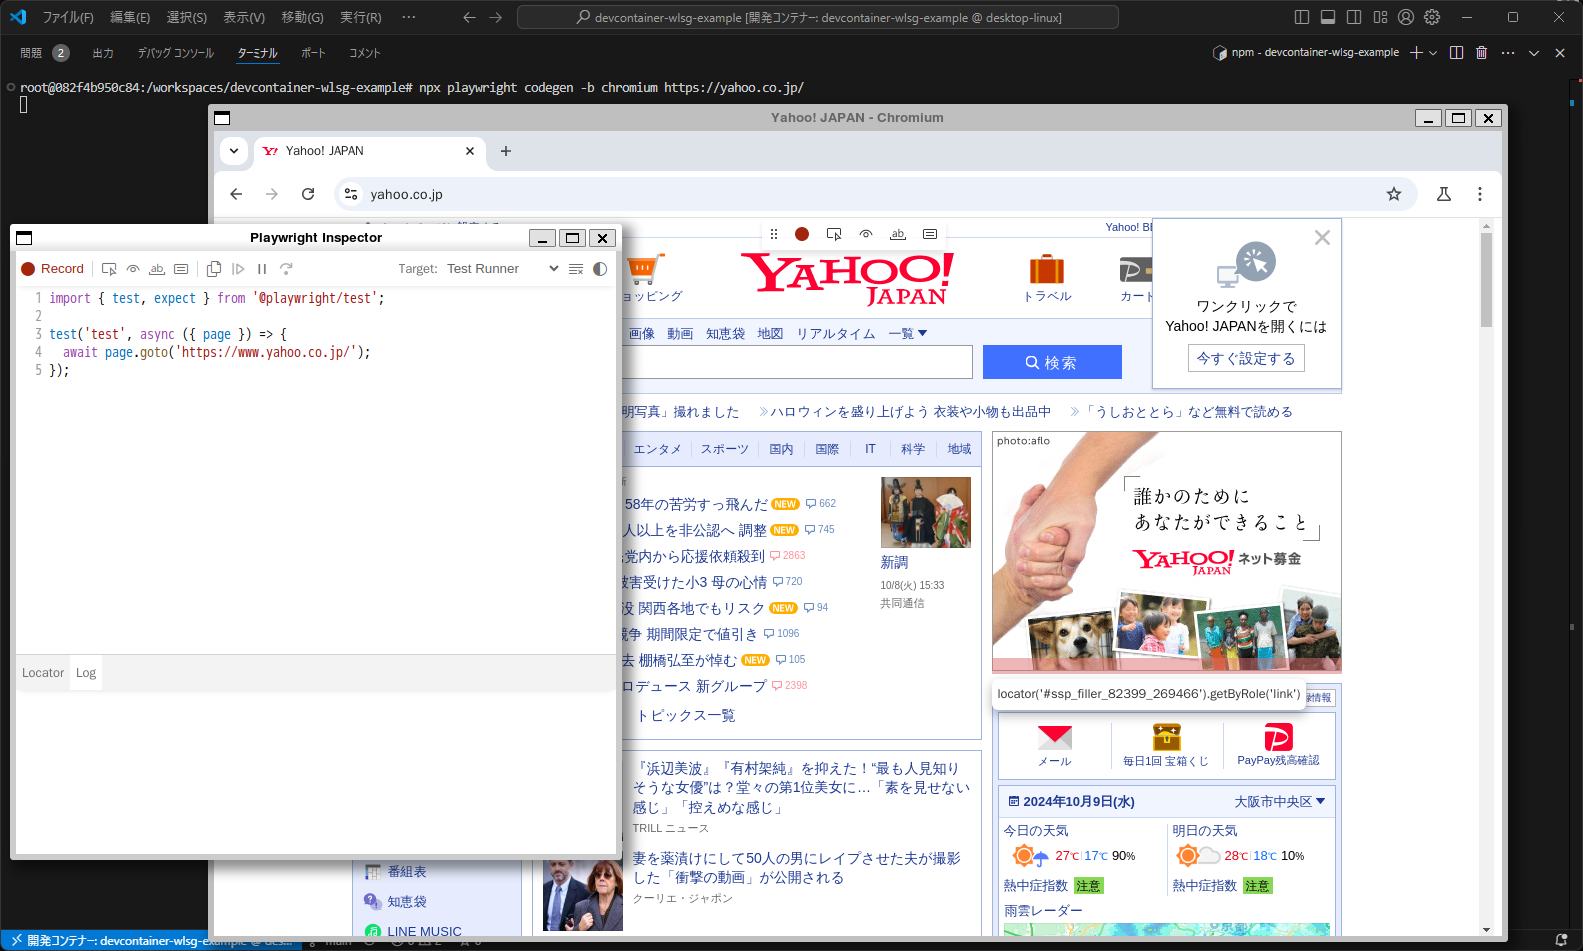 ファイル(F) 編集(E) 選択(S) 表示(V) 移動(G) 実行(R) ···
devcontainer-wlsg-example [開発コンテナー: devcontainer-wlsg-example @ desktop-linux]
問題 2 出力 デバッグ コンソール ターミナル ポート コメント
npm - devcontainer-wlsg-example
root@082f4b950c84:/workspaces/devcontainer-wlsg-example# npx playwright codegen -b chromium https://yahoo.co.jp/
Yahoo! JAPAN - Chromium
Yahoo! JAPAN
yahoo.co.jp
Playwright Inspector
Record
Target: Test Runner
1 import { test, expect } from '@playwright/test';
2
3 test('test', async ({ page }) => {
4 await page.goto('https://www.yahoo.co.jp/');
5 });
Locator Log
Yahoo! BE
ョッピング
YAHOO! JAPAN
トラベル
カード
ワンクリックで
Yahoo! JAPANを開くには
今すぐ設定する
画像 動画 知恵袋 地図 リアルタイム 一覧
検索
明写真」撮れました
ハロウィンを盛り上げよう 衣装や小物も出品中
「うしおととら」など無料で読める
エンタメ スポーツ 国内 国際 IT 科学 地域
58年の苦労すっ飛んだ NEW 662
人以上を非公認へ 調整 NEW 745
党内から応援依頼殺到 2863
被害受けた小3 母の心情 720
没 関西各地でもリスク NEW 94
競争 期間限定で値引き 1096
去 棚橋弘至が悼む NEW 105
ロデュース 新グループ 2398
トピックス一覧
新調
10/8(火) 15:33
共同通信
photo:aflo
誰かのために
あなたができること
YAHOO! JAPAN ネット募金
locator('#ssp_filler_82399_269466').getByRole('link')
録情報
メール
毎日1回 宝箱くじ
PayPay残高確認
2024年10月9日(水)
大阪市中央区
今日の天気
27℃ 17℃ 90%
熱中症指数 注意
明日の天気
28℃ 18℃ 10%
熱中症指数 注意
雨雲レーダー
『浜辺美波』『有村架純』を抑えた！“最も人見知り
そうな女優”は？堂々の第1位美女に…「素を見せない
感じ」「控えめな感じ」
TRILL ニュース
妻を薬漬けにして50人の男にレイプさせた夫が撮影
した「衝撃の動画」が公開される
クーリエ・ジャポン
番組表
知恵袋
LINE MUSIC
開発コンテナー: devcontainer-wlsg-example @ des...